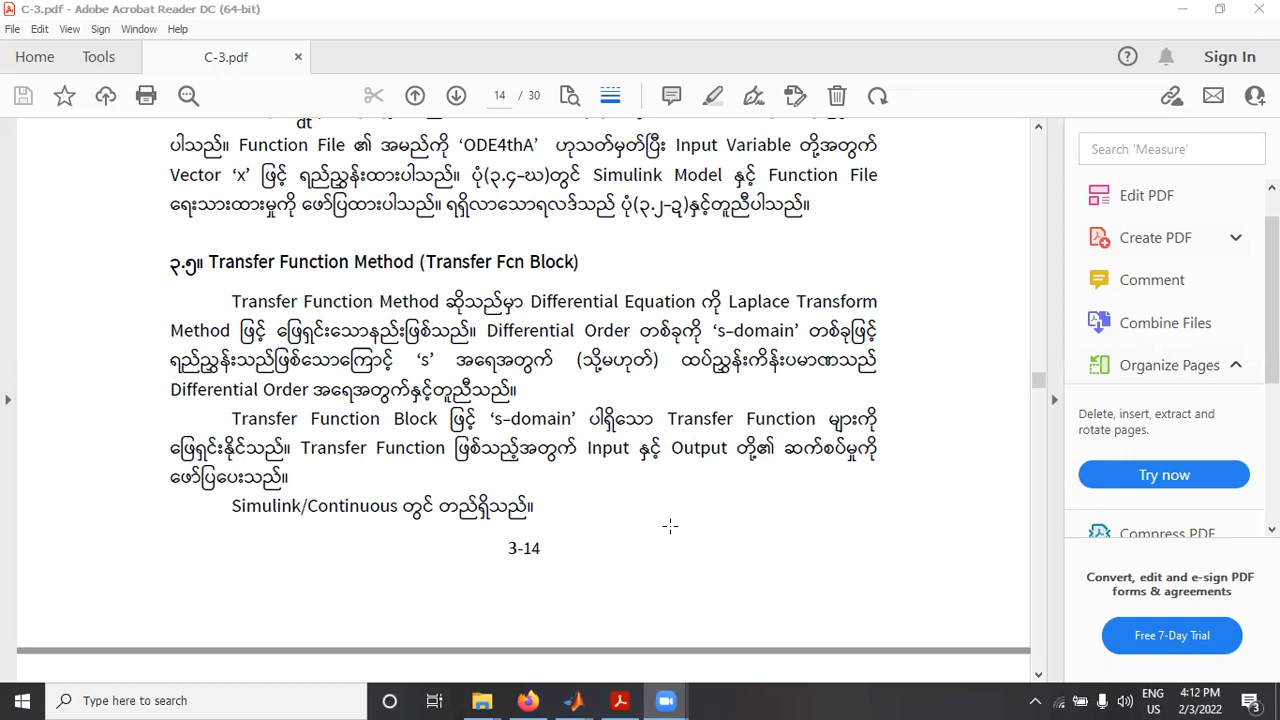 C-3.pdf - Adobe Acrobat Reader DC (64-bit)
File Edit View Sign Window Help
Home Tools C-3.pdf × Sign In
14 / 30
dt
ပါသည်။ Function File ၏ အမည်ကို ‘ODE4thA’ ဟုသတ်မှတ်ပြီး Input Variable တို့အတွက်
Vector ‘x’ ဖြင့် ရည်ညွှန်းထားပါသည်။ ပုံ(၃.၄-ဃ)တွင် Simulink Model နှင့် Function File
ရေးသားထားမှုကို ဖော်ပြထားပါသည်။ ရရှိလာသောရလဒ်သည် ပုံ(၃.၂-ဍ)နှင့်တူညီပါသည်။
၃.၅။ Transfer Function Method (Transfer Fcn Block)
Transfer Function Method ဆိုသည်မှာ Differential Equation ကို Laplace Transform
Method ဖြင့် ဖြေရှင်းသောနည်းဖြစ်သည်။ Differential Order တစ်ခုကို ‘s-domain’ တစ်ခုဖြင့်
ရည်ညွှန်းသည်ဖြစ်သောကြောင့် ‘s’ အရေအတွက် (သို့မဟုတ်) ထပ်ညွှန်းကိန်းပမာဏသည်
Differential Order အရေအတွက်နှင့်တူညီသည်။
Transfer Function Block ဖြင့် ‘s-domain’ ပါရှိသော Transfer Function များကို
ဖြေရှင်းနိုင်သည်။ Transfer Function ဖြစ်သည့်အတွက် Input နှင့် Output တို့၏ ဆက်စပ်မှုကို
ဖော်ပြပေးသည်။
Simulink/Continuous တွင် တည်ရှိသည်။
3-14
Search 'Measure'
Edit PDF
Create PDF
Comment
Combine Files
Organize Pages
Delete, insert, extract and
rotate pages.
Try now
Compress PDF
Convert, edit and e-sign PDF
forms & agreements
Free 7-Day Trial
Type here to search
ENG
US
4:12 PM
2/3/2022
3